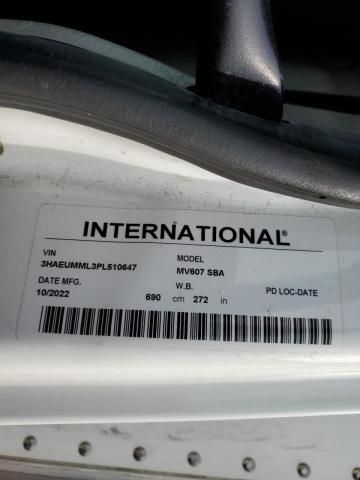 INTERNATIONAL®
VIN MODEL
3HAEUMML3PL510647 MV607 SBA
DATE MFG. W.B. PD LOC-DATE
10/2022 690 cm 272 in